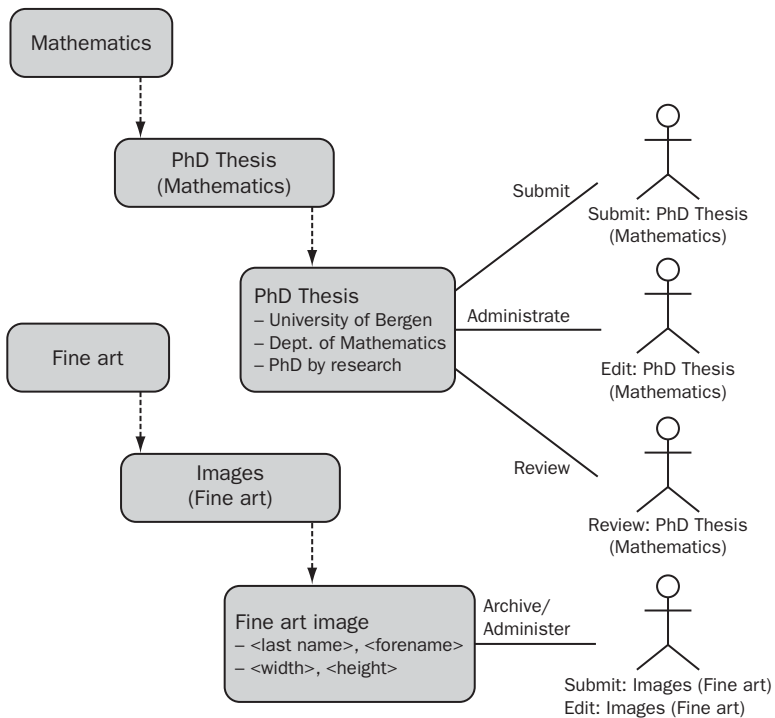 Mathematics
PhD Thesis
(Mathematics)
Submit
Submit: PhD Thesis
(Mathematics)
PhD Thesis
– University of Bergen
– Dept. of Mathematics
– PhD by research
Administrate
Edit: PhD Thesis
(Mathematics)
Fine art
Review
Review: PhD Thesis
(Mathematics)
Images
(Fine art)
Fine art image
– <last name>, <forename>
– <width>, <height>
Archive/
Administer
Submit: Images (Fine art)
Edit: Images (Fine art)